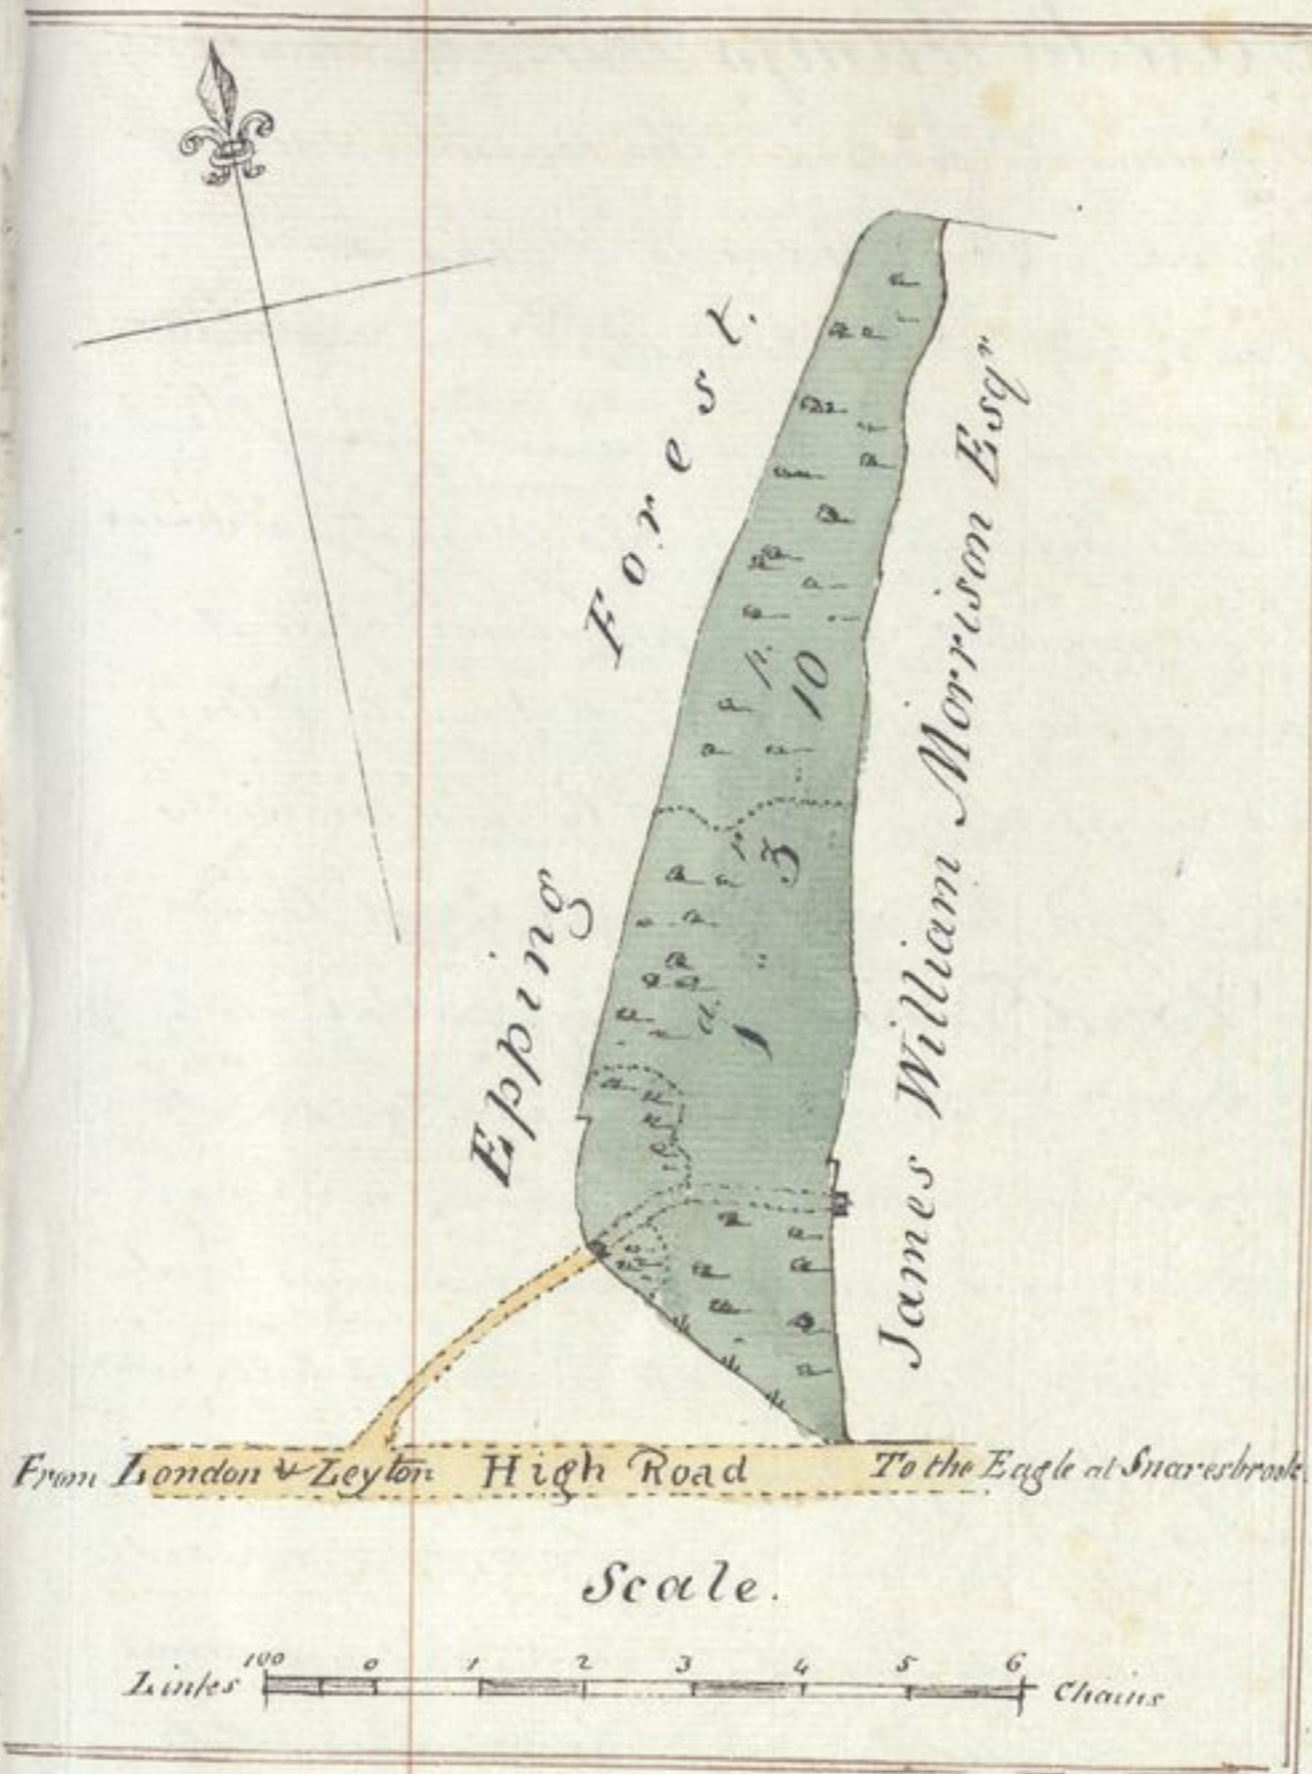 Epping Forest.
James William Morrison Esqr
a. r. p.
1 : 3 : 10
From London & Leyton High Road To the Eagle at Snaresbrook.
Scale.
100 0 1 2 3 4 5 6
Links Chains